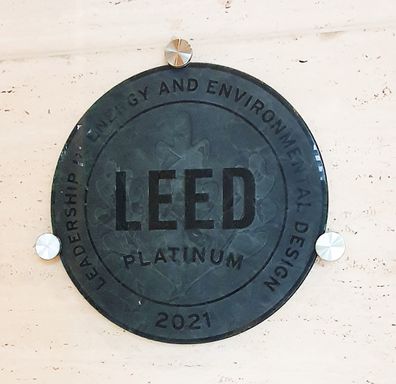 LEADERSHIP IN ENERGY AND ENVIRONMENTAL DESIGN
LEED
PLATINUM
2021